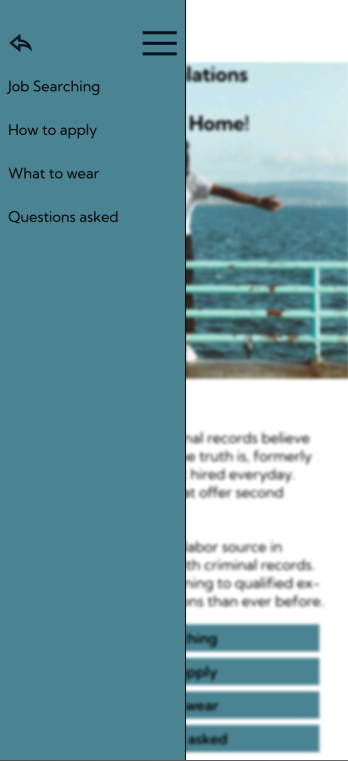 Job Searching
How to apply
What to wear
Questions asked
lations
Home!
nal records believe
e truth is, formerly
hired everyday.
at offer second
labor source in
th criminal records.
ning to qualified ex-
ons than ever before.
hing
pply
wear
asked